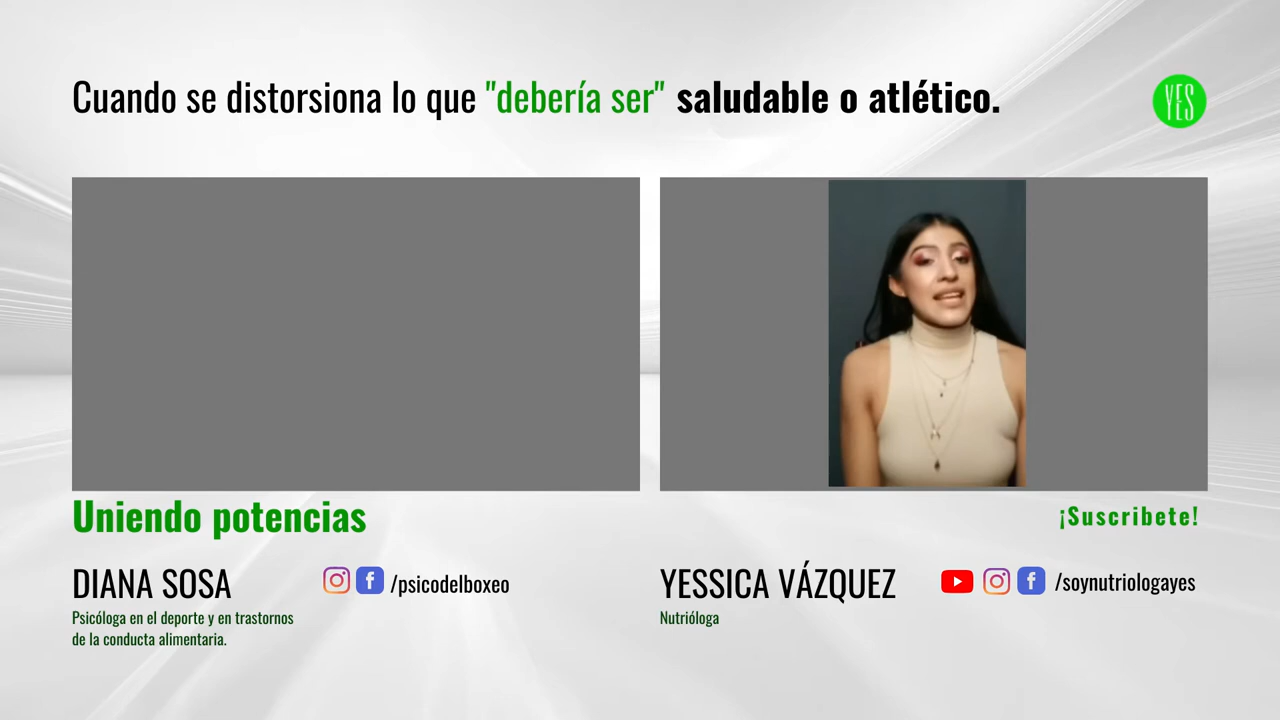 Cuando se distorsiona lo que "debería ser" saludable o atlético.
YES
Uniendo potencias
¡Suscribete!
DIANA SOSA
/psicodelboxeo
Psicóloga en el deporte y en trastornos
de la conducta alimentaria.
YESSICA VÁZQUEZ
/soynutriologayes
Nutrióloga